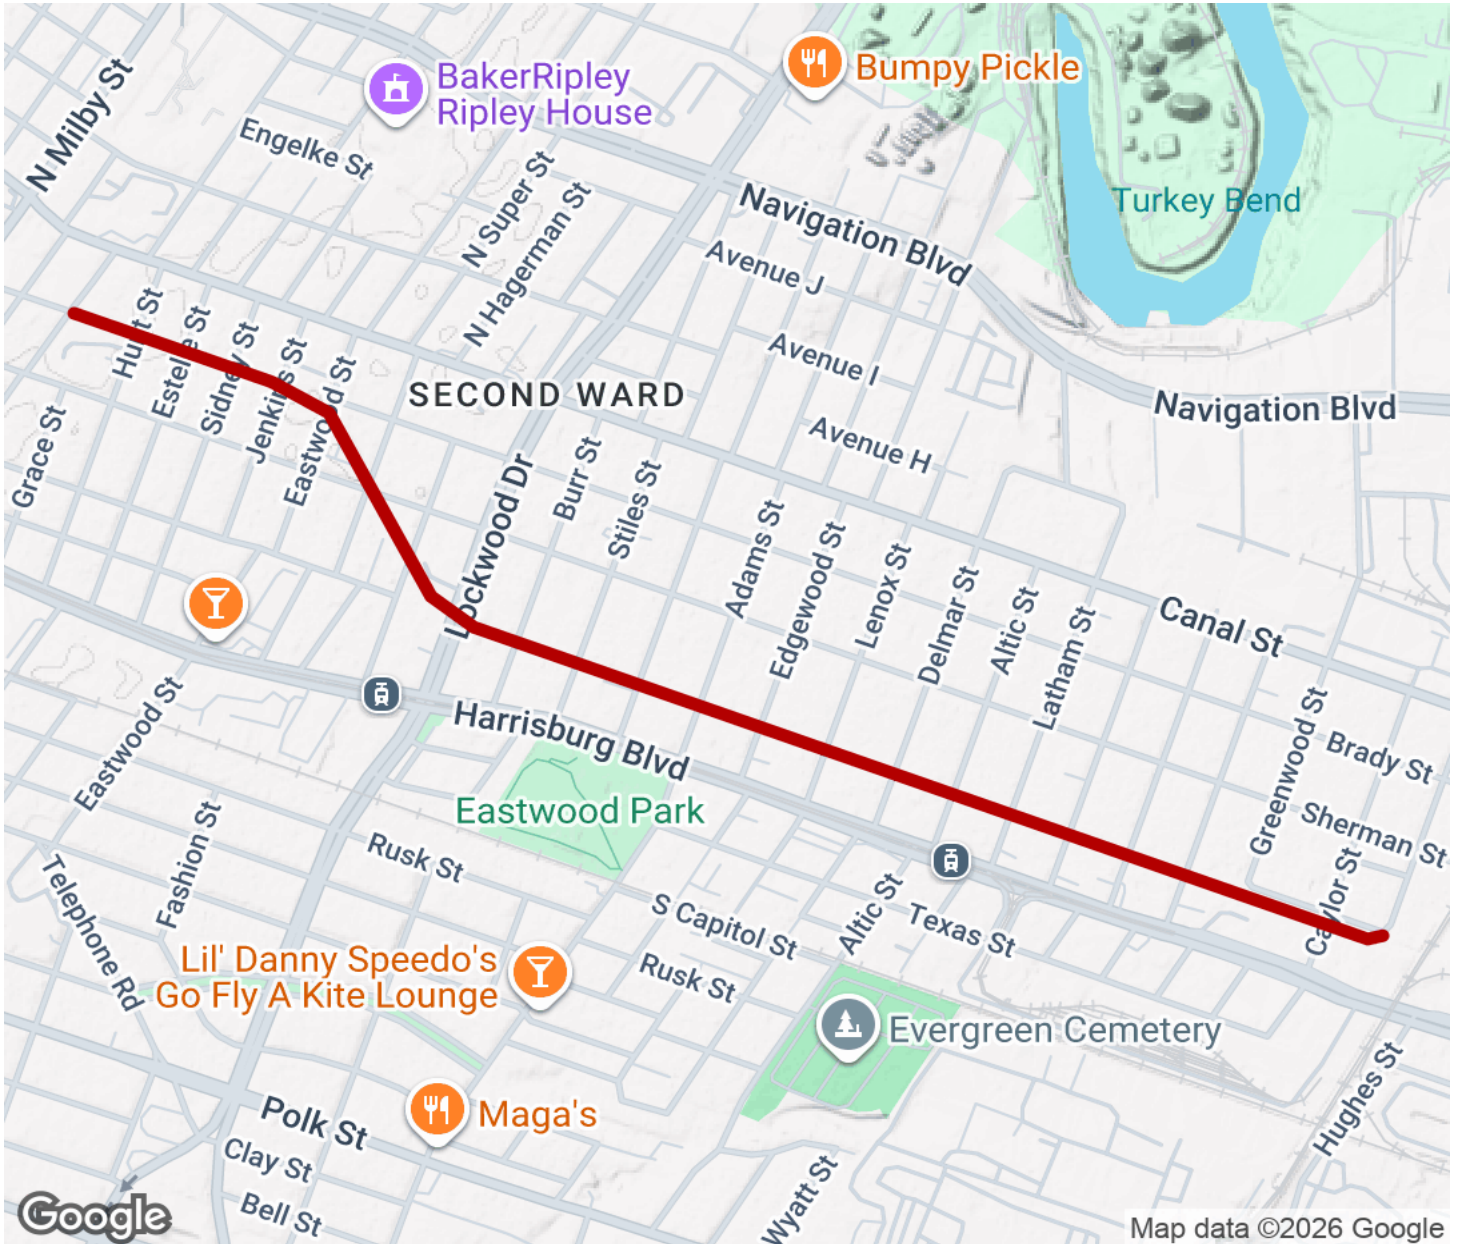 N Milby St
BakerRipley
Ripley House
Bumpy Pickle
Engelke St
Turkey Bend
N Super St
N Hagerman St
Navigation Blvd
Avenue J
Avenue I
Navigation Blvd
Hutt St
Estelle St
Sidney St
Jenkins St
Eastwood St
Grace St
SECOND WARD
Avenue H
Lockwood Dr
Burr St
Stiles St
Adams St
Edgewood St
Lenox St
Delmar St
Altic St
Latham St
Canal St
Greenwood St
Brady St
Sherman St
Caylor St
Eastwood St
Harrisburg Blvd
Eastwood Park
Fashion St
Rusk St
Telephone Rd
S Capitol St
Altic St
Texas St
Rusk St
Lil' Danny Speedo's
Go Fly A Kite Lounge
Evergreen Cemetery
Hughes St
Maga's
Polk St
Clay St
Bell St
Wyatt St
Google
Map data ©2026 Google